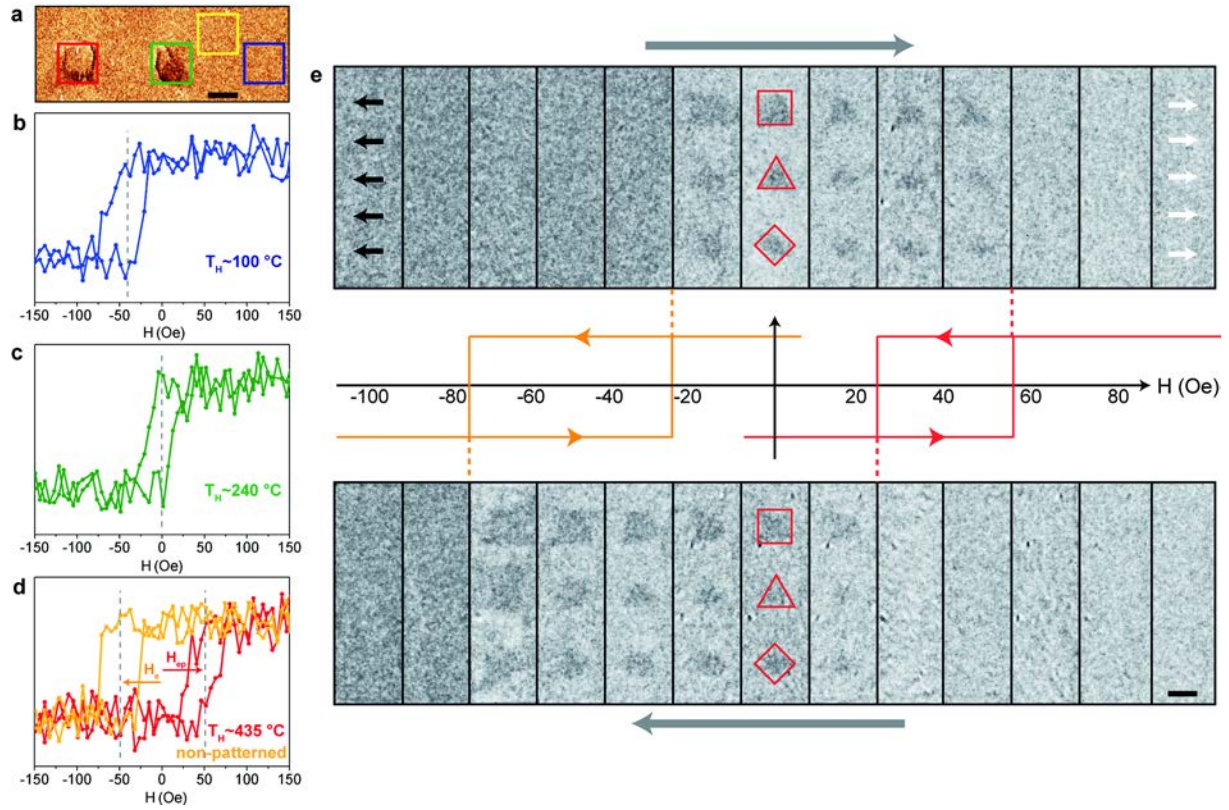 a
b
T_H~100 °C
-150 -100 -50 0 50 100 150
H (Oe)
c
T_H~240 °C
-150 -100 -50 0 50 100 150
H (Oe)
d
H_ep
H_e
T_H~435 °C
non-patterned
-150 -100 -50 0 50 100 150
H (Oe)
e
-100 -80 -60 -40 -20 20 40 60 80 H (Oe)